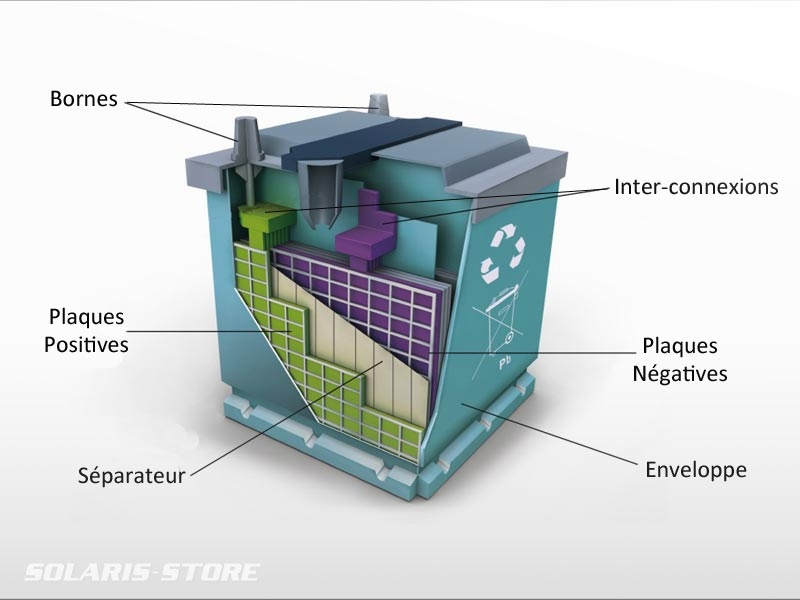 Bornes
Inter-connexions
Plaques
Positives
Plaques
Négatives
Pb
Séparateur
Enveloppe
SOLARIS-STORE